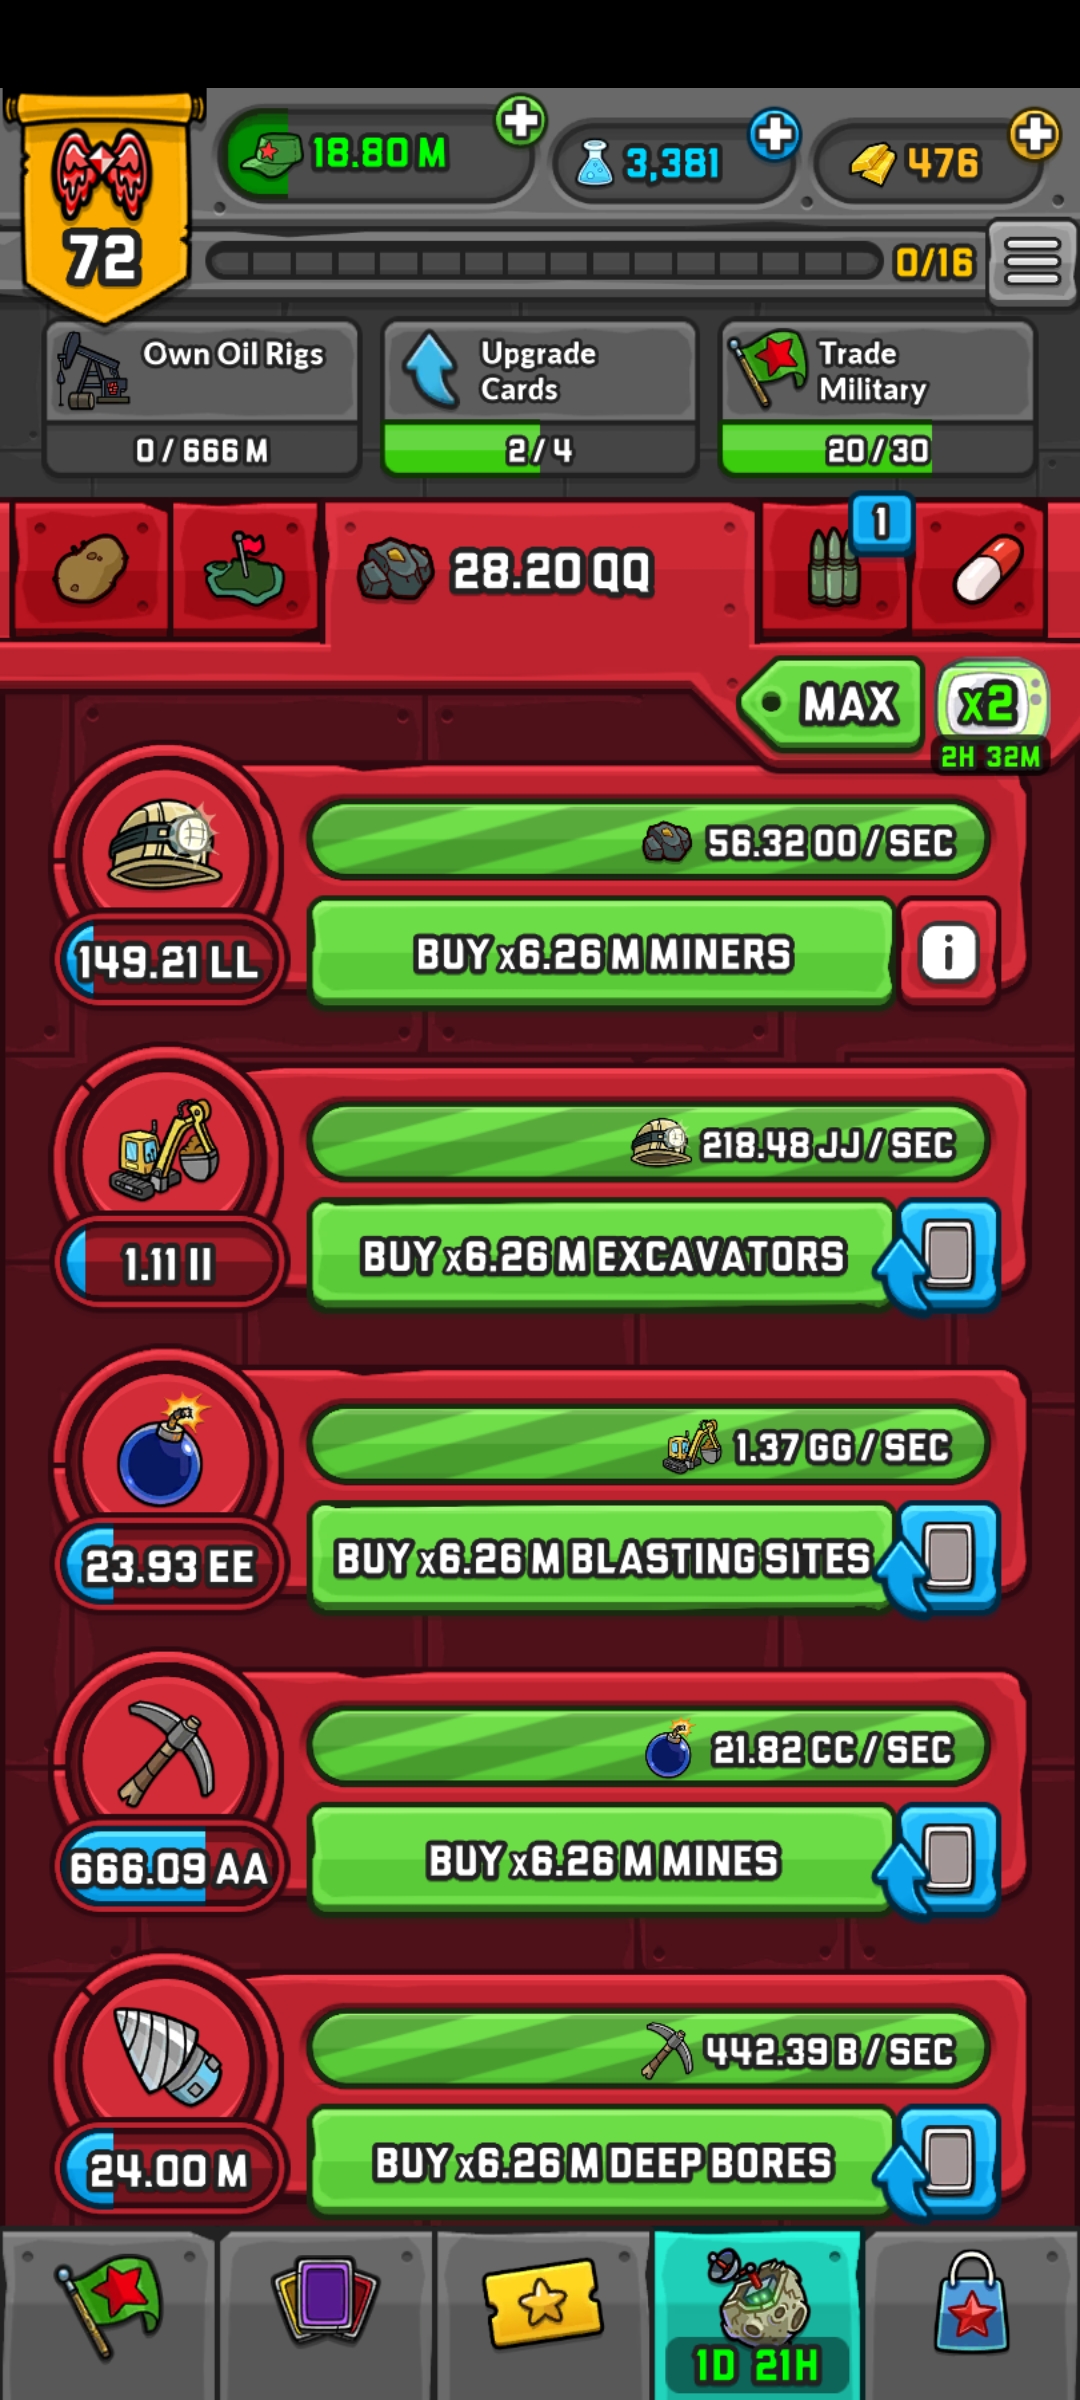 18.80 M
3,381
476
72
0/16
Own Oil Rigs
0 / 666 M
Upgrade
Cards
2 / 4
Trade
Military
20 / 30
1
28.20 QQ
MAX
x2
2H 32M
56.32 OO / SEC
149.21 LL
BUY x6.26 M MINERS
i
218.48 JJ / SEC
1.11 II
BUY x6.26 M EXCAVATORS
1.37 GG / SEC
23.93 EE
BUY x6.26 M BLASTING SITES
21.82 CC / SEC
666.09 AA
BUY x6.26 M MINES
442.39 B / SEC
24.00 M
BUY x6.26 M DEEP BORES
1D 21H